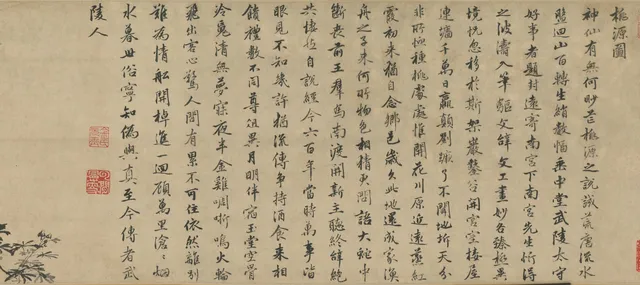 桃源圖
神仙有無何眇芒桃源之說誠荒唐流水
盤迴山百轉生綃數幅垂中堂武陵太守
好事者題封遠寄南宮下南宮先生忻得
之波濤入筆驅文辭文工畫妙各臻極異
境恍忽移於斯架巖鑿谷開宮室接屋
連牆千萬日嬴顛劉蹶了不聞地坼天分
非所恤種桃處處惟開花川原近遠蒸紅
霞初來猶自念鄉邑歲久此地還成家漁
舟之子來何所物色相猜更問語大蛇中
斷喪前王羣馬南渡開新主聽終辭絕
共悽然自說經今六百年當時萬事皆
眼見不知幾許猶流傳爭持酒食來相
饋禮數不同尊俎異月明伴宿玉堂空骨
冷魂清無夢寐夜半金雞啁哳鳴火輪
飛出客心驚人間有累不可住依然離別
難為情船開棹進一迴顧萬里滄滄煙
水暮世俗寧知偽與真至今傳者武
陵人